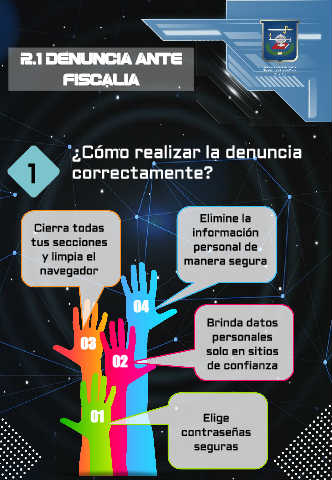 2.1 DENUNCIA ANTE
FISCALIA
1
¿Cómo realizar la denuncia
correctamente?
Cierra todas
tus secciones
y limpia el
navegador
Elimine la
información
personal de
manera segura
04
03
Brinda datos
personales
solo en sitios
de confianza
02
01
Elige
contraseñas
seguras